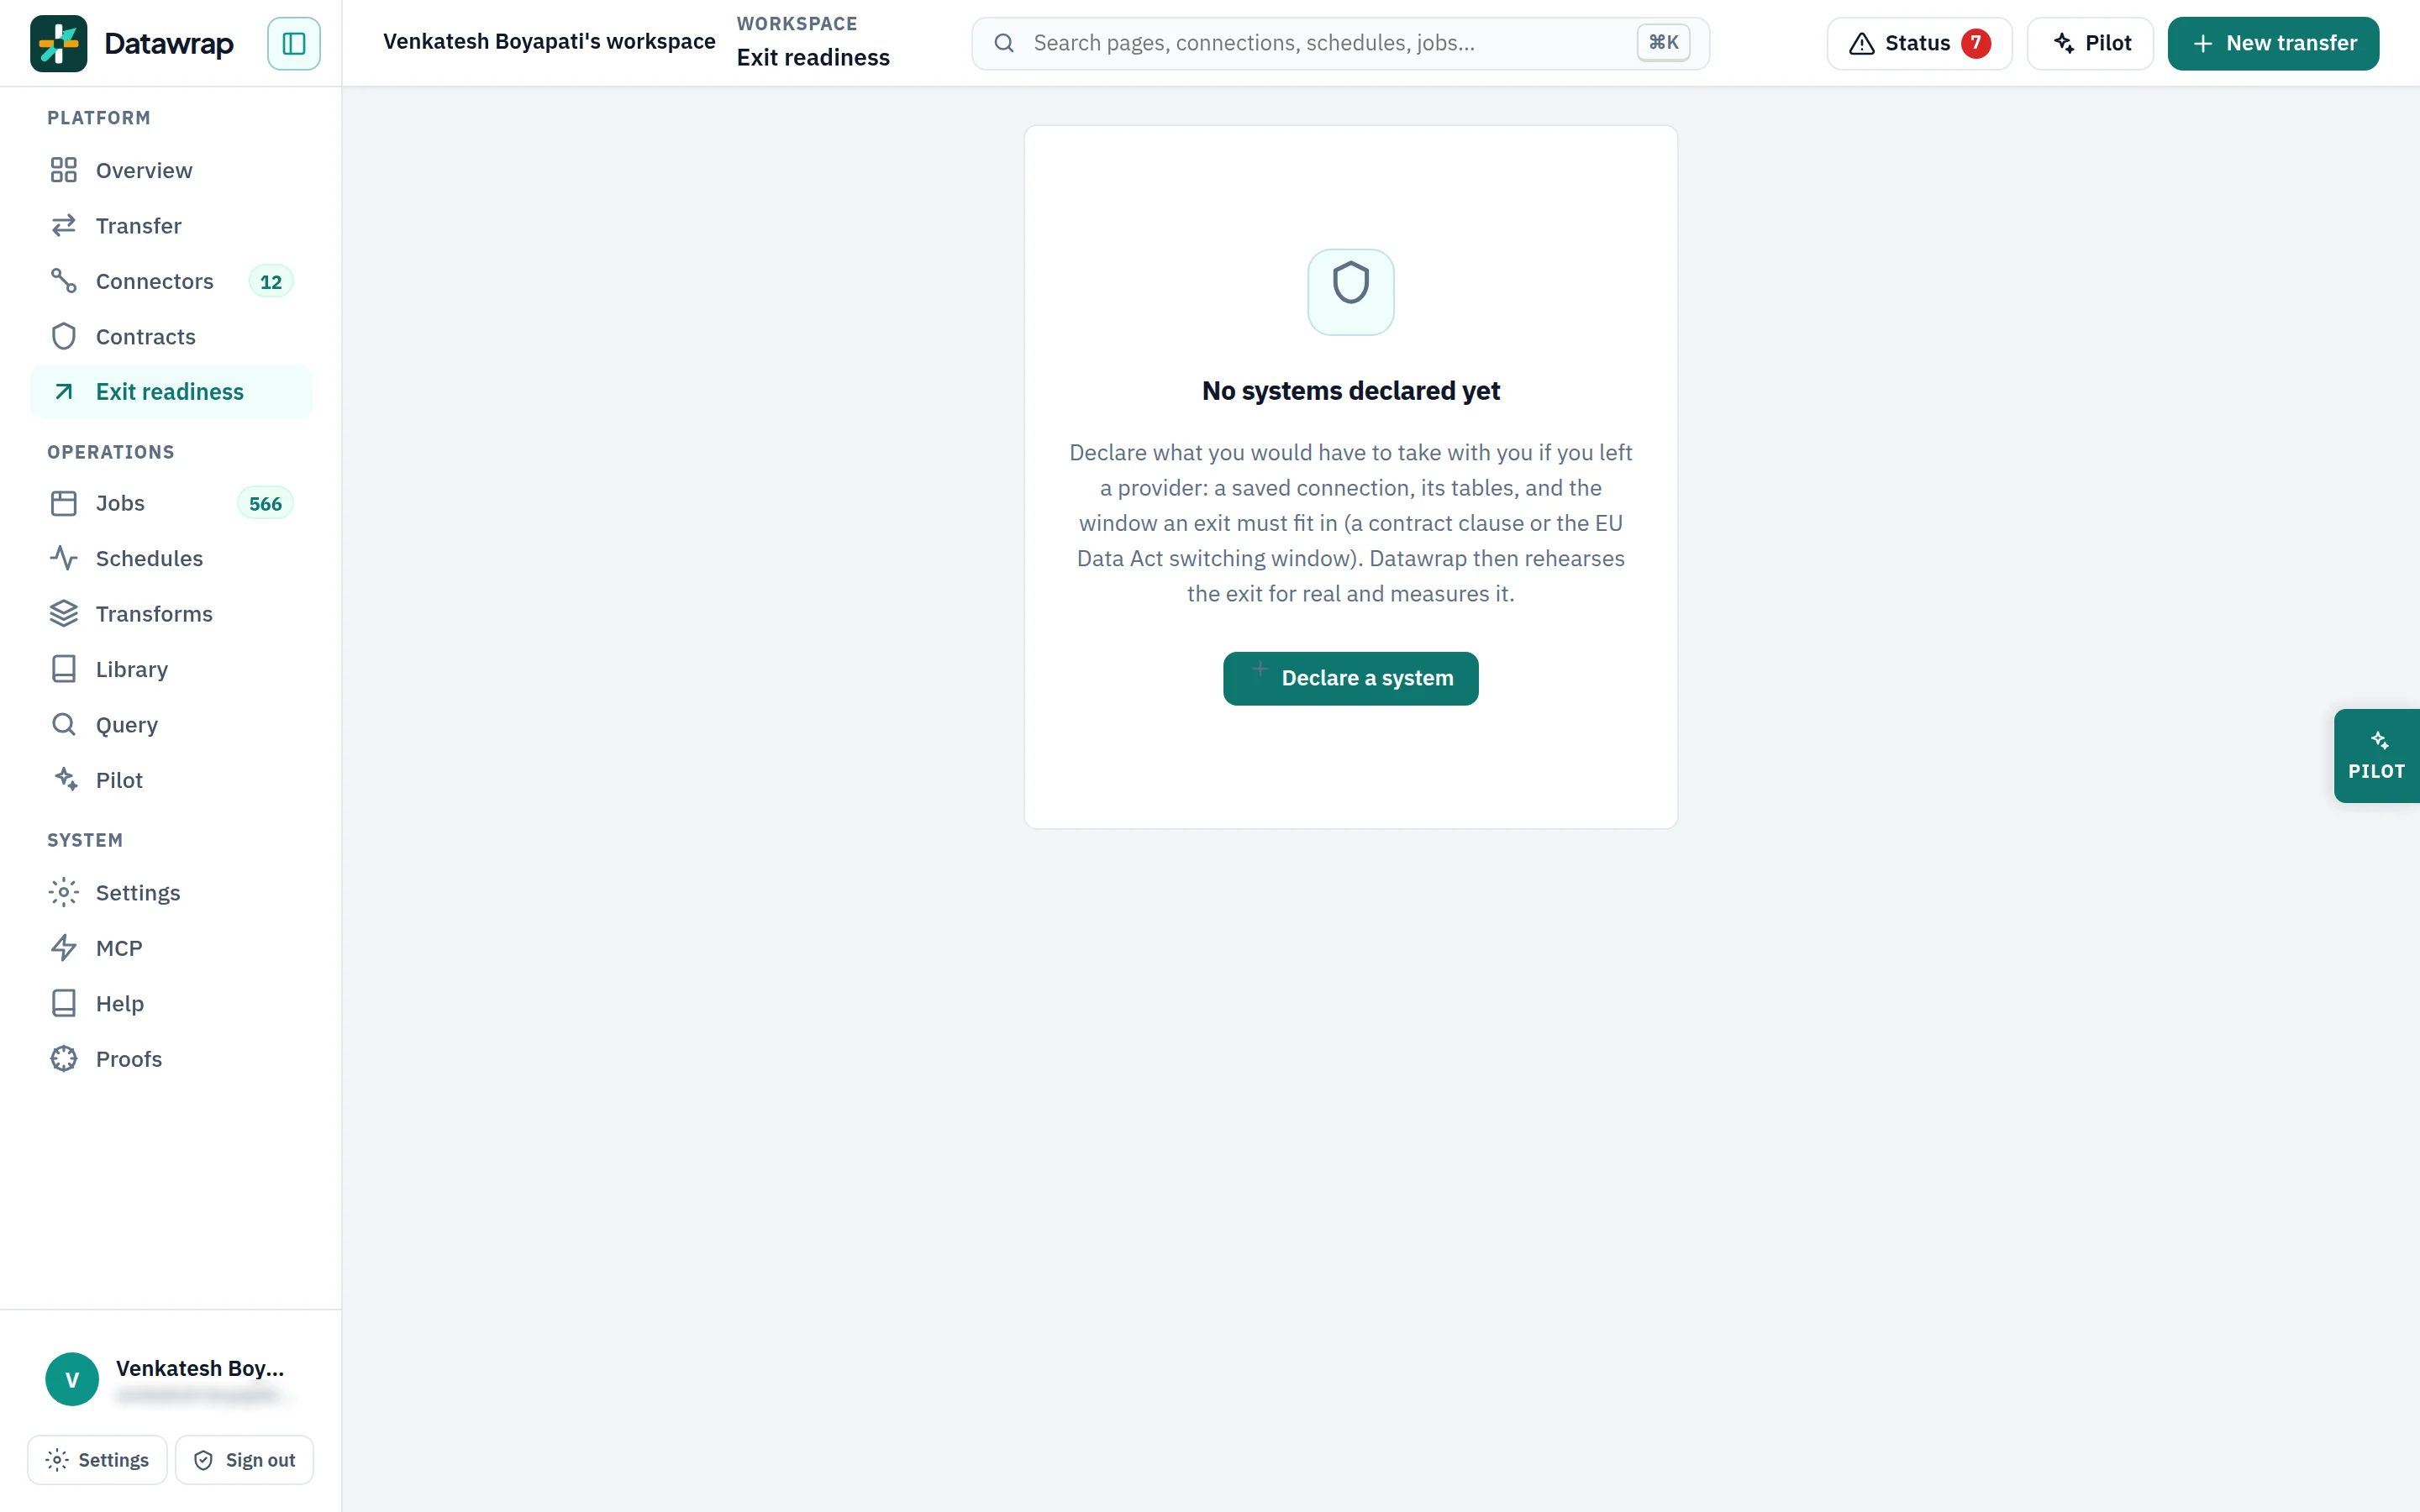 Datawrap
Venkatesh Boyapati's workspace
WORKSPACE
Exit readiness
Search pages, connections, schedules, jobs...
⌘K
Status 7
Pilot
New transfer
PLATFORM
Overview
Transfer
Connectors 12
Contracts
Exit readiness
OPERATIONS
Jobs 566
Schedules
Transforms
Library
Query
Pilot
SYSTEM
Settings
MCP
Help
Proofs
No systems declared yet
Declare what you would have to take with you if you left
a provider: a saved connection, its tables, and the
window an exit must fit in (a contract clause or the EU
Data Act switching window). Datawrap then rehearses
the exit for real and measures it.
Declare a system
PILOT
V
Venkatesh Boy...
Settings
Sign out